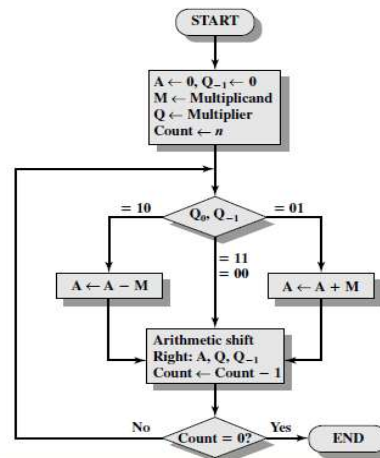 START
A ← 0, Q₋₁ ← 0
M ← Multiplicand
Q ← Multiplier
Count ← n
= 10
Q₀, Q₋₁
= 01
= 11
= 00
A ← A − M
A ← A + M
Arithmetic shift
Right: A, Q, Q₋₁
Count ← Count − 1
No
Count = 0?
Yes
END